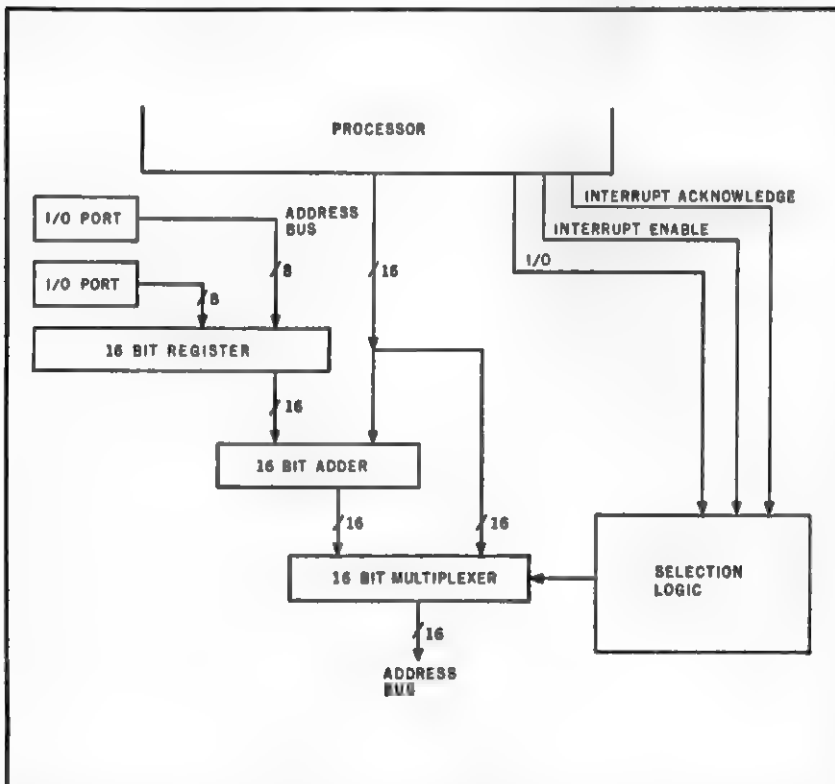 PROCESSOR
INTERRUPT ACKNOWLEDGE
I/O PORT
ADDRESS
BUS
INTERRUPT ENABLE
I/O
I/O PORT
8
16
8
16 BIT REGISTER
16
16 BIT ADDER
16
16
16 BIT MULTIPLEXER
SELECTION
LOGIC
16
ADDRESS
BUS